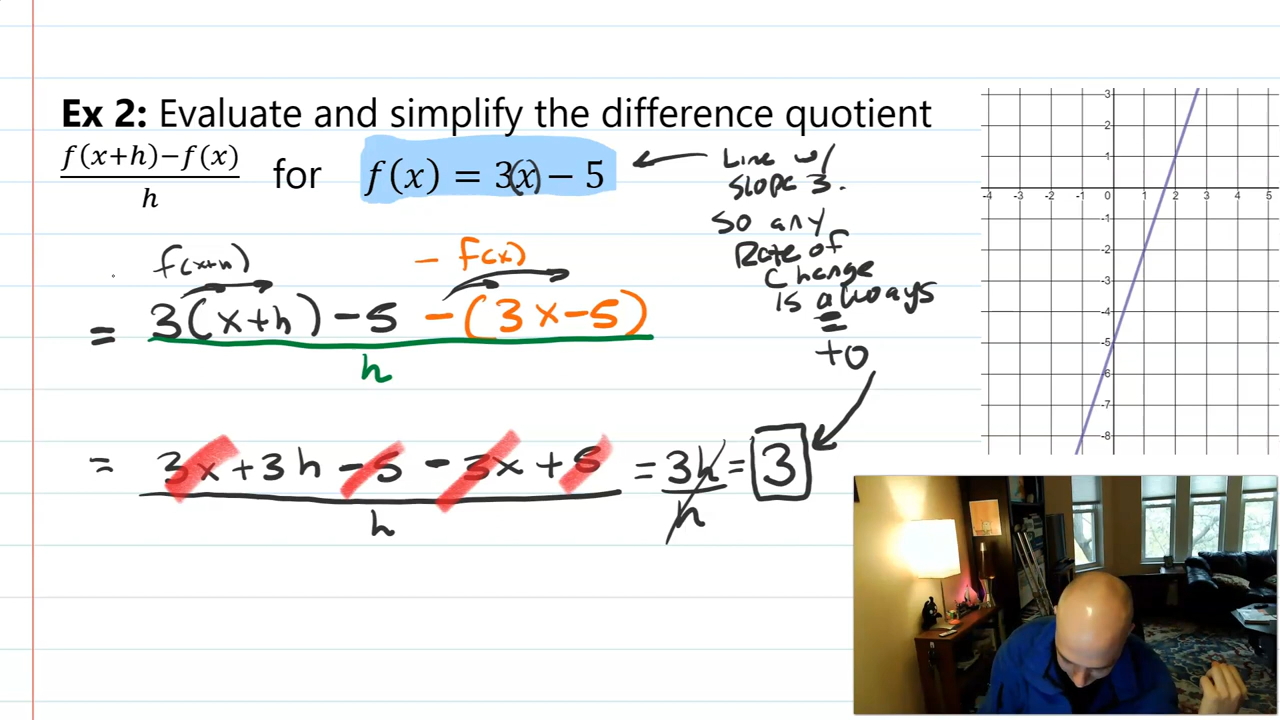 Ex 2: Evaluate and simplify the difference quotient
f(x+h)−f(x)
h
for f(x) = 3(x) − 5
Line w/
slope 3.
So any
Rate of
Change
is always
+0
f(x+h)
− f(x)
= 3(x+h) − 5 − (3x − 5)
h
= 3x + 3h − 5 − 3x + 5 = 3h = 3
h
h
3
2
1
-4 -3 -2 -1 0 1 2 3 4 5
-1
-2
-3
-4
-5
-6
-7
-8